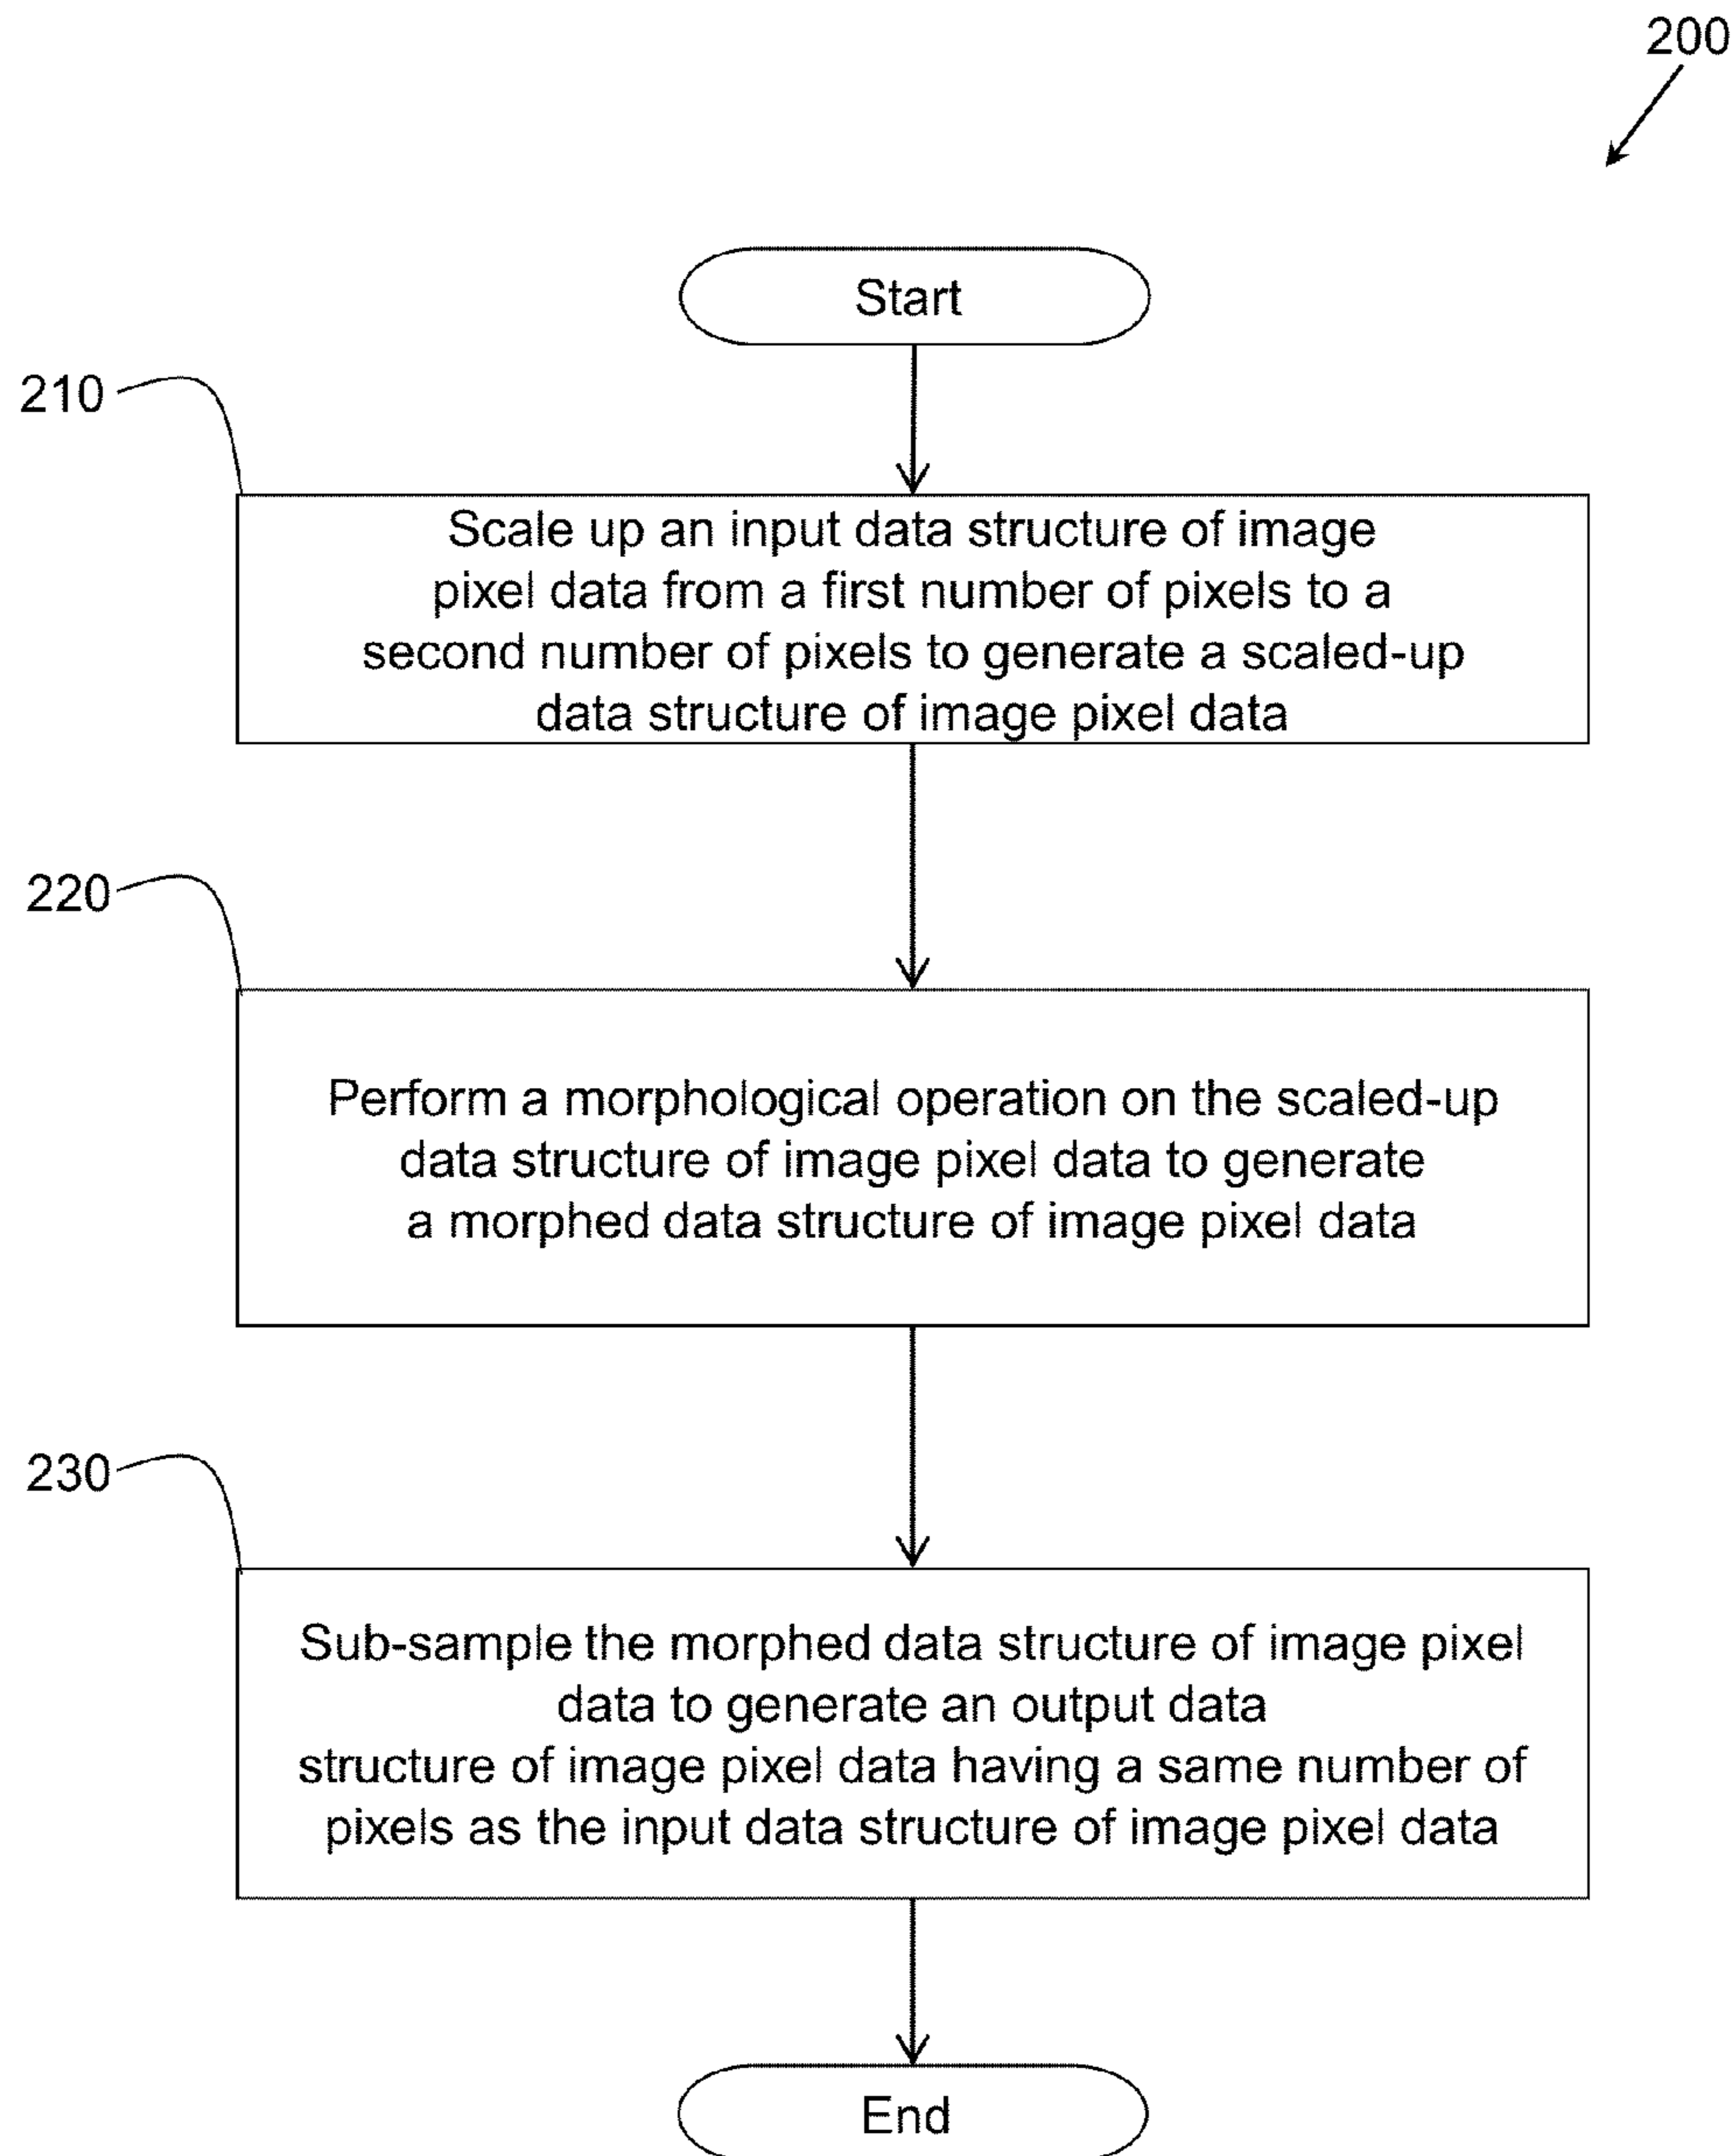 200
Start
210
Scale up an input data structure of image
pixel data from a first number of pixels to a
second number of pixels to generate a scaled-up
data structure of image pixel data
220
Perform a morphological operation on the scaled-up
data structure of image pixel data to generate
a morphed data structure of image pixel data
230
Sub-sample the morphed data structure of image pixel
data to generate an output data
structure of image pixel data having a same number of
pixels as the input data structure of image pixel data
End